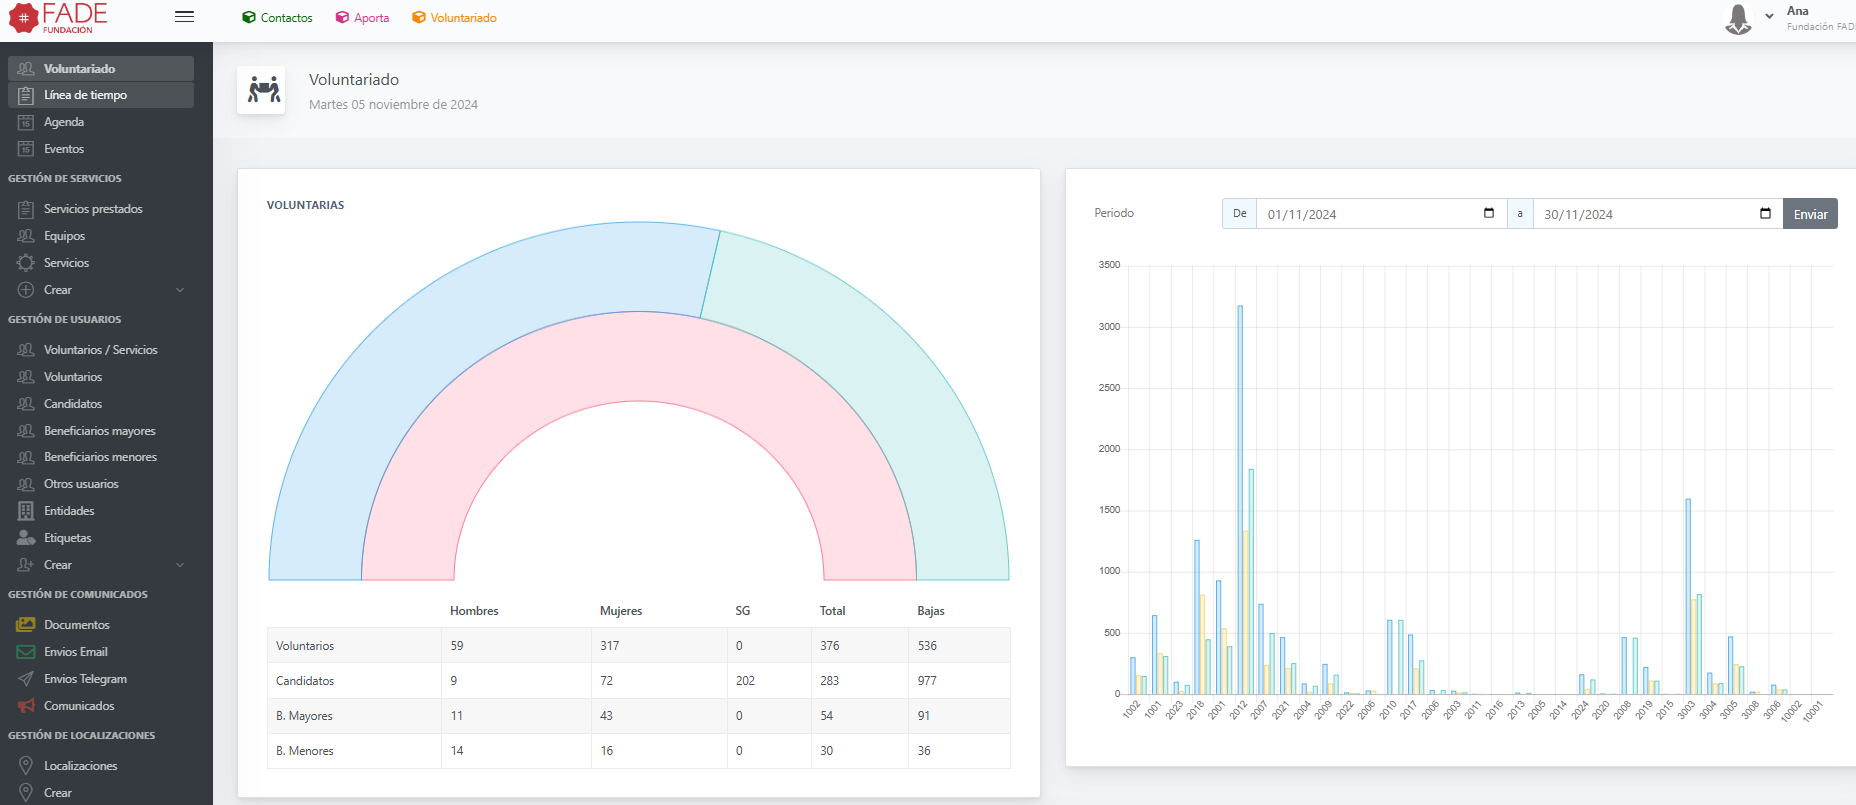 FADE
FUNDACIÓN
Contactos
Aporta
Voluntariado
Ana
Fundación FADE
Voluntariado
Línea de tiempo
Agenda
Eventos
GESTIÓN DE SERVICIOS
Servicios prestados
Equipos
Servicios
Crear
GESTIÓN DE USUARIOS
Voluntarios / Servicios
Voluntarios
Candidatos
Beneficiarios mayores
Beneficiarios menores
Otros usuarios
Entidades
Etiquetas
Crear
GESTIÓN DE COMUNICADOS
Documentos
Envios Email
Envios Telegram
Comunicados
GESTIÓN DE LOCALIZACIONES
Localizaciones
Crear
Voluntariado
Martes 05 noviembre de 2024
VOLUNTARIAS
Hombres Mujeres SG Total Bajas
Voluntarios 59 317 0 376 536
Candidatos 9 72 202 283 977
B. Mayores 11 43 0 54 91
B. Menores 14 16 0 30 36
Periodo De 01/11/2024 a 30/11/2024 Enviar
3500
3000
2500
2000
1500
1000
500
0
1002 1001 2023 2018 2001 2012 2007 2021 2004 2009 2022 2006 2010 2017 2006 2003 2011 2016 2013 2005 2014 2024 2020 2008 2019 2015 3003 3004 3005 3008 3006 10002 10001